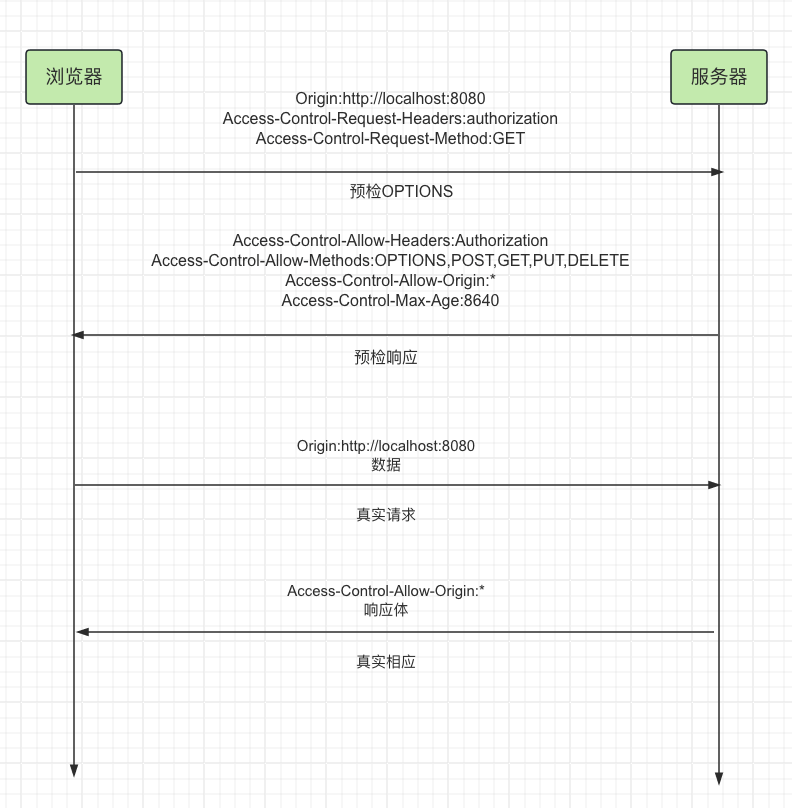 浏览器
服务器
Origin:http://localhost:8080
Access-Control-Request-Headers:authorization
Access-Control-Request-Method:GET
预检OPTIONS
Access-Control-Allow-Headers:Authorization
Access-Control-Allow-Methods:OPTIONS,POST,GET,PUT,DELETE
Access-Control-Allow-Origin:*
Access-Control-Max-Age:8640
预检响应
Origin:http://localhost:8080
数据
真实请求
Access-Control-Allow-Origin:*
响应体
真实相应